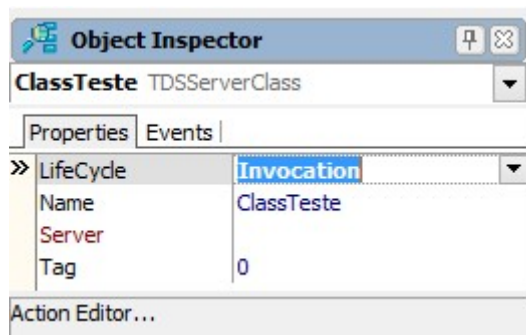 Object Inspector
ClassTeste TDSServerClass
Properties Events
LifeCycle Invocation
Name ClassTeste
Server
Tag 0
Action Editor...